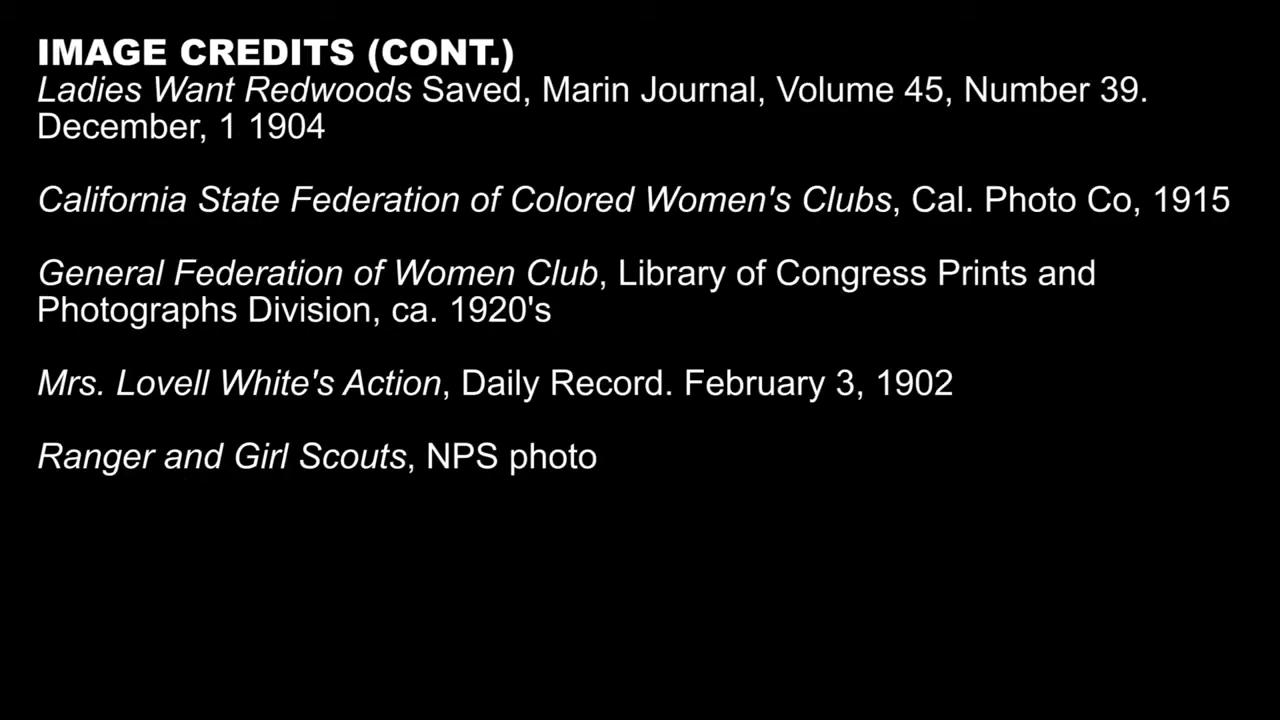 IMAGE CREDITS (CONT.)
Ladies Want Redwoods Saved, Marin Journal, Volume 45, Number 39.
December, 1 1904
California State Federation of Colored Women's Clubs, Cal. Photo Co, 1915
General Federation of Women Club, Library of Congress Prints and
Photographs Division, ca. 1920's
Mrs. Lovell White's Action, Daily Record. February 3, 1902
Ranger and Girl Scouts, NPS photo